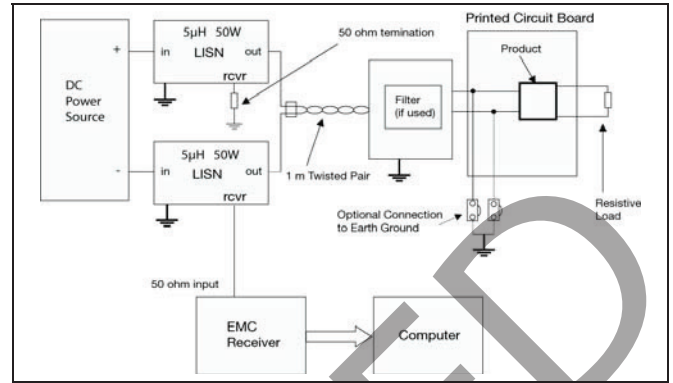 Printed Circuit Board
5µH 50W
LISN
in
out
rcvr
50 ohm temination
Product
+
DC
Power
Source
-
Filter
(if used)
5µH 50W
LISN
in
out
rcvr
1 m Twisted Pair
Optional Connection
to Earth Ground
Resistive
Load
50 ohm input
EMC
Receiver
Computer